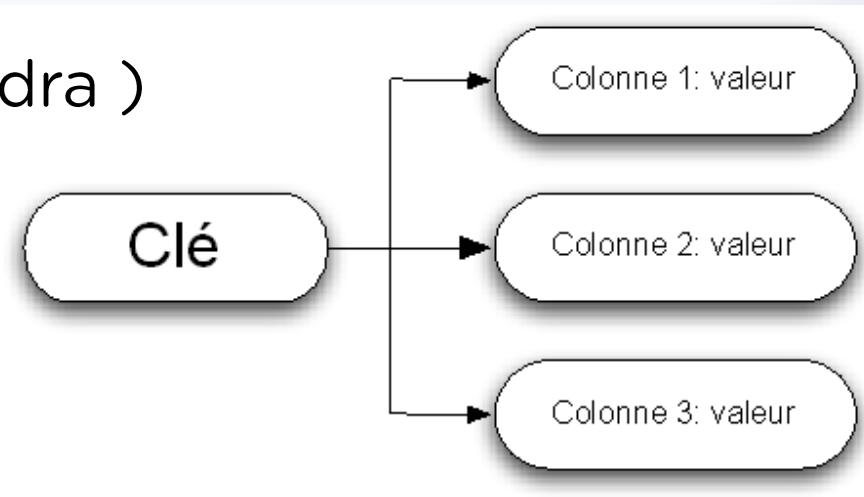 dra )
Colonne 1: valeur
Clé
Colonne 2: valeur
Colonne 3: valeur